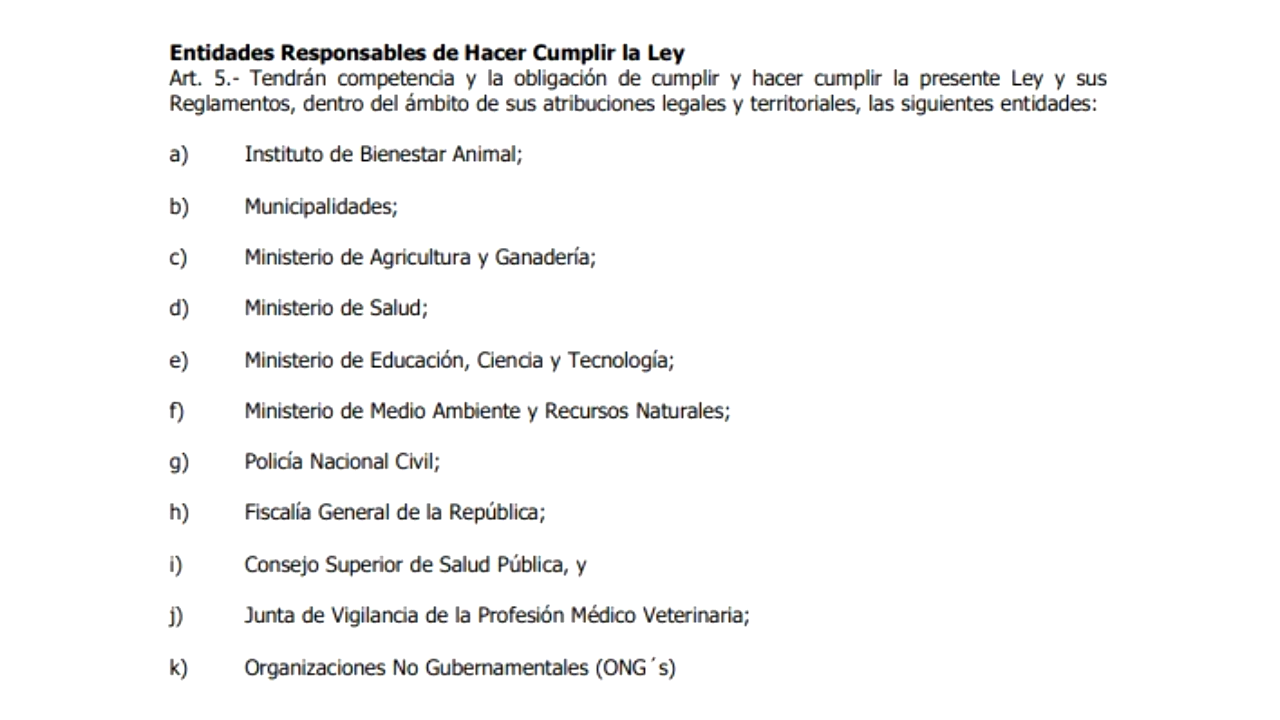 Entidades Responsables de Hacer Cumplir la Ley
Art. 5.- Tendrán competencia y la obligación de cumplir y hacer cumplir la presente Ley y sus
Reglamentos, dentro del ámbito de sus atribuciones legales y territoriales, las siguientes entidades:
a) Instituto de Bienestar Animal;
b) Municipalidades;
c) Ministerio de Agricultura y Ganadería;
d) Ministerio de Salud;
e) Ministerio de Educación, Ciencia y Tecnología;
f) Ministerio de Medio Ambiente y Recursos Naturales;
g) Policía Nacional Civil;
h) Fiscalía General de la República;
i) Consejo Superior de Salud Pública, y
j) Junta de Vigilancia de la Profesión Médico Veterinaria;
k) Organizaciones No Gubernamentales (ONG´s)